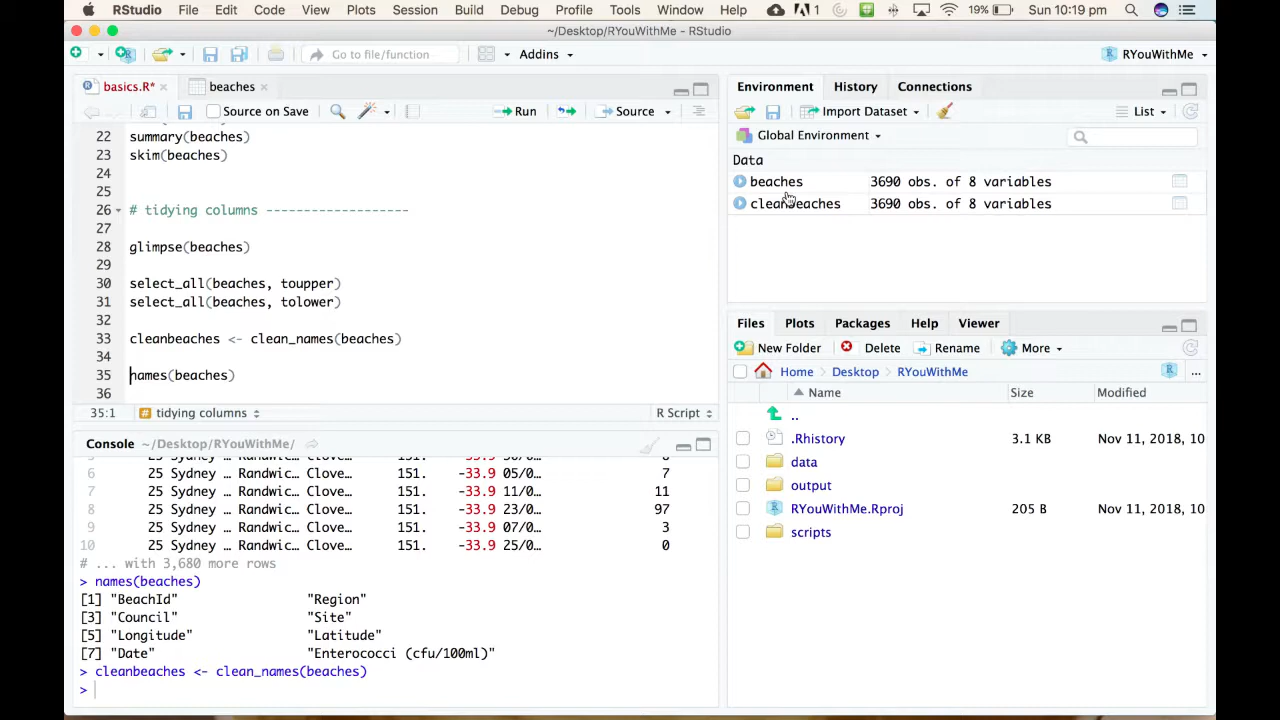 RStudio File Edit Code View Plots Session Build Debug Profile Tools Window Help 1 19% Sun 10:19 pm
~/Desktop/RYouWithMe - RStudio
Go to file/function Addins RYouWithMe
basics.R* beaches
Source on Save Run Source
22 summary(beaches)
23 skim(beaches)
24
25
26 # tidying columns -------------------
27
28 glimpse(beaches)
29
30 select_all(beaches, toupper)
31 select_all(beaches, tolower)
32
33 cleanbeaches <- clean_names(beaches)
34
35 names(beaches)
36
35:1 tidying columns R Script
Console ~/Desktop/RYouWithMe/
6 25 Sydney … Randwic… Clove… 151. -33.9 05/0… 7
7 25 Sydney … Randwic… Clove… 151. -33.9 11/0… 11
8 25 Sydney … Randwic… Clove… 151. -33.9 23/0… 97
9 25 Sydney … Randwic… Clove… 151. -33.9 07/0… 3
10 25 Sydney … Randwic… Clove… 151. -33.9 25/0… 0
# ... with 3,680 more rows
> names(beaches)
[1] "BeachId" "Region"
[3] "Council" "Site"
[5] "Longitude" "Latitude"
[7] "Date" "Enterococci (cfu/100ml)"
> cleanbeaches <- clean_names(beaches)
>
Environment History Connections
Import Dataset List
Global Environment
Data
beaches 3690 obs. of 8 variables
cleanbeaches 3690 obs. of 8 variables
Files Plots Packages Help Viewer
New Folder Delete Rename More
Home Desktop RYouWithMe ...
Name Size Modified
..
.Rhistory 3.1 KB Nov 11, 2018, 10
data
output
RYouWithMe.Rproj 205 B Nov 11, 2018, 10
scripts